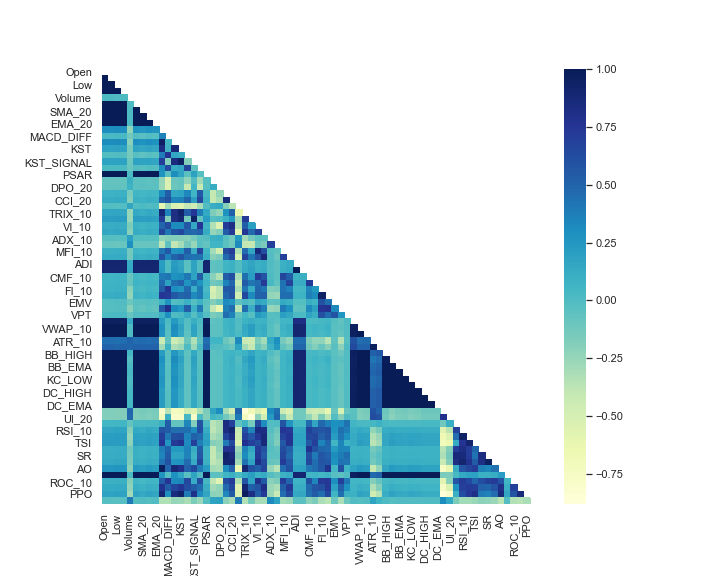 Open
Low
Volume
SMA_20
EMA_20
MACD_DIFF
KST
KST_SIGNAL
PSAR
DPO_20
CCI_20
TRIX_10
VI_10
ADX_10
MFI_10
ADI
CMF_10
FI_10
EMV
VPT
VWAP_10
ATR_10
BB_HIGH
BB_EMA
KC_LOW
DC_HIGH
DC_EMA
UI_20
RSI_10
TSI
SR
AO
ROC_10
PPO
1.00
0.75
0.50
0.25
0.00
−0.25
−0.50
−0.75
Open
Low
Volume
SMA_20
EMA_20
MACD_DIFF
KST
ST_SIGNAL
PSAR
DPO_20
CCI_20
TRIX_10
VI_10
ADX_10
MFI_10
ADI
CMF_10
FI_10
EMV
VPT
VWAP_10
ATR_10
BB_HIGH
BB_EMA
KC_LOW
DC_HIGH
DC_EMA
UI_20
RSI_10
TSI
SR
AO
ROC_10
PPO